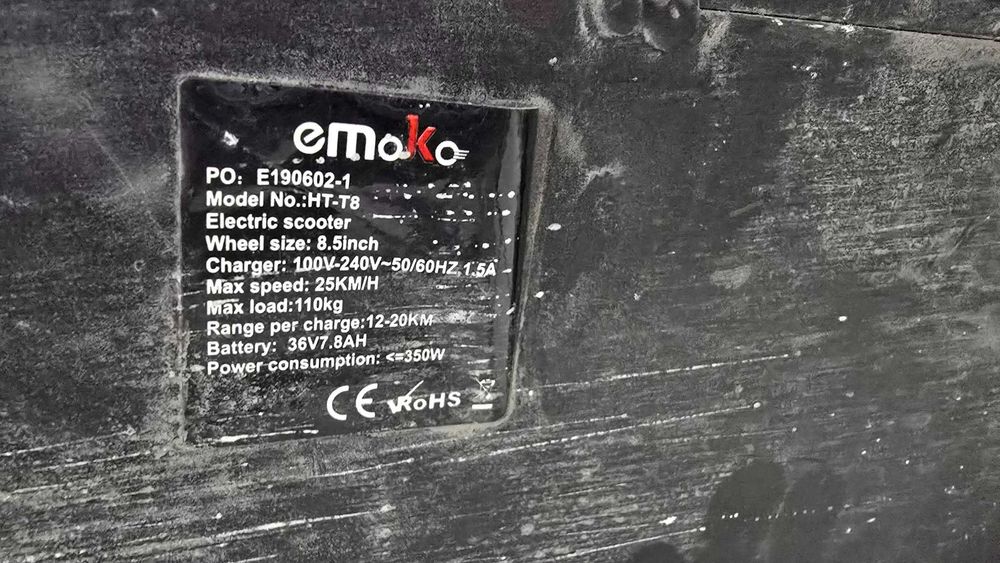 emoko
PO: E190602-1
Model No.:HT-T8
Electric scooter
Wheel size: 8.5inch
Charger: 100V-240V~50/60HZ,1.5A
Max speed: 25KM/H
Max load:110kg
Range per charge:12-20KM
Battery: 36V7.8AH
Power consumption: <=350W
CE RoHS